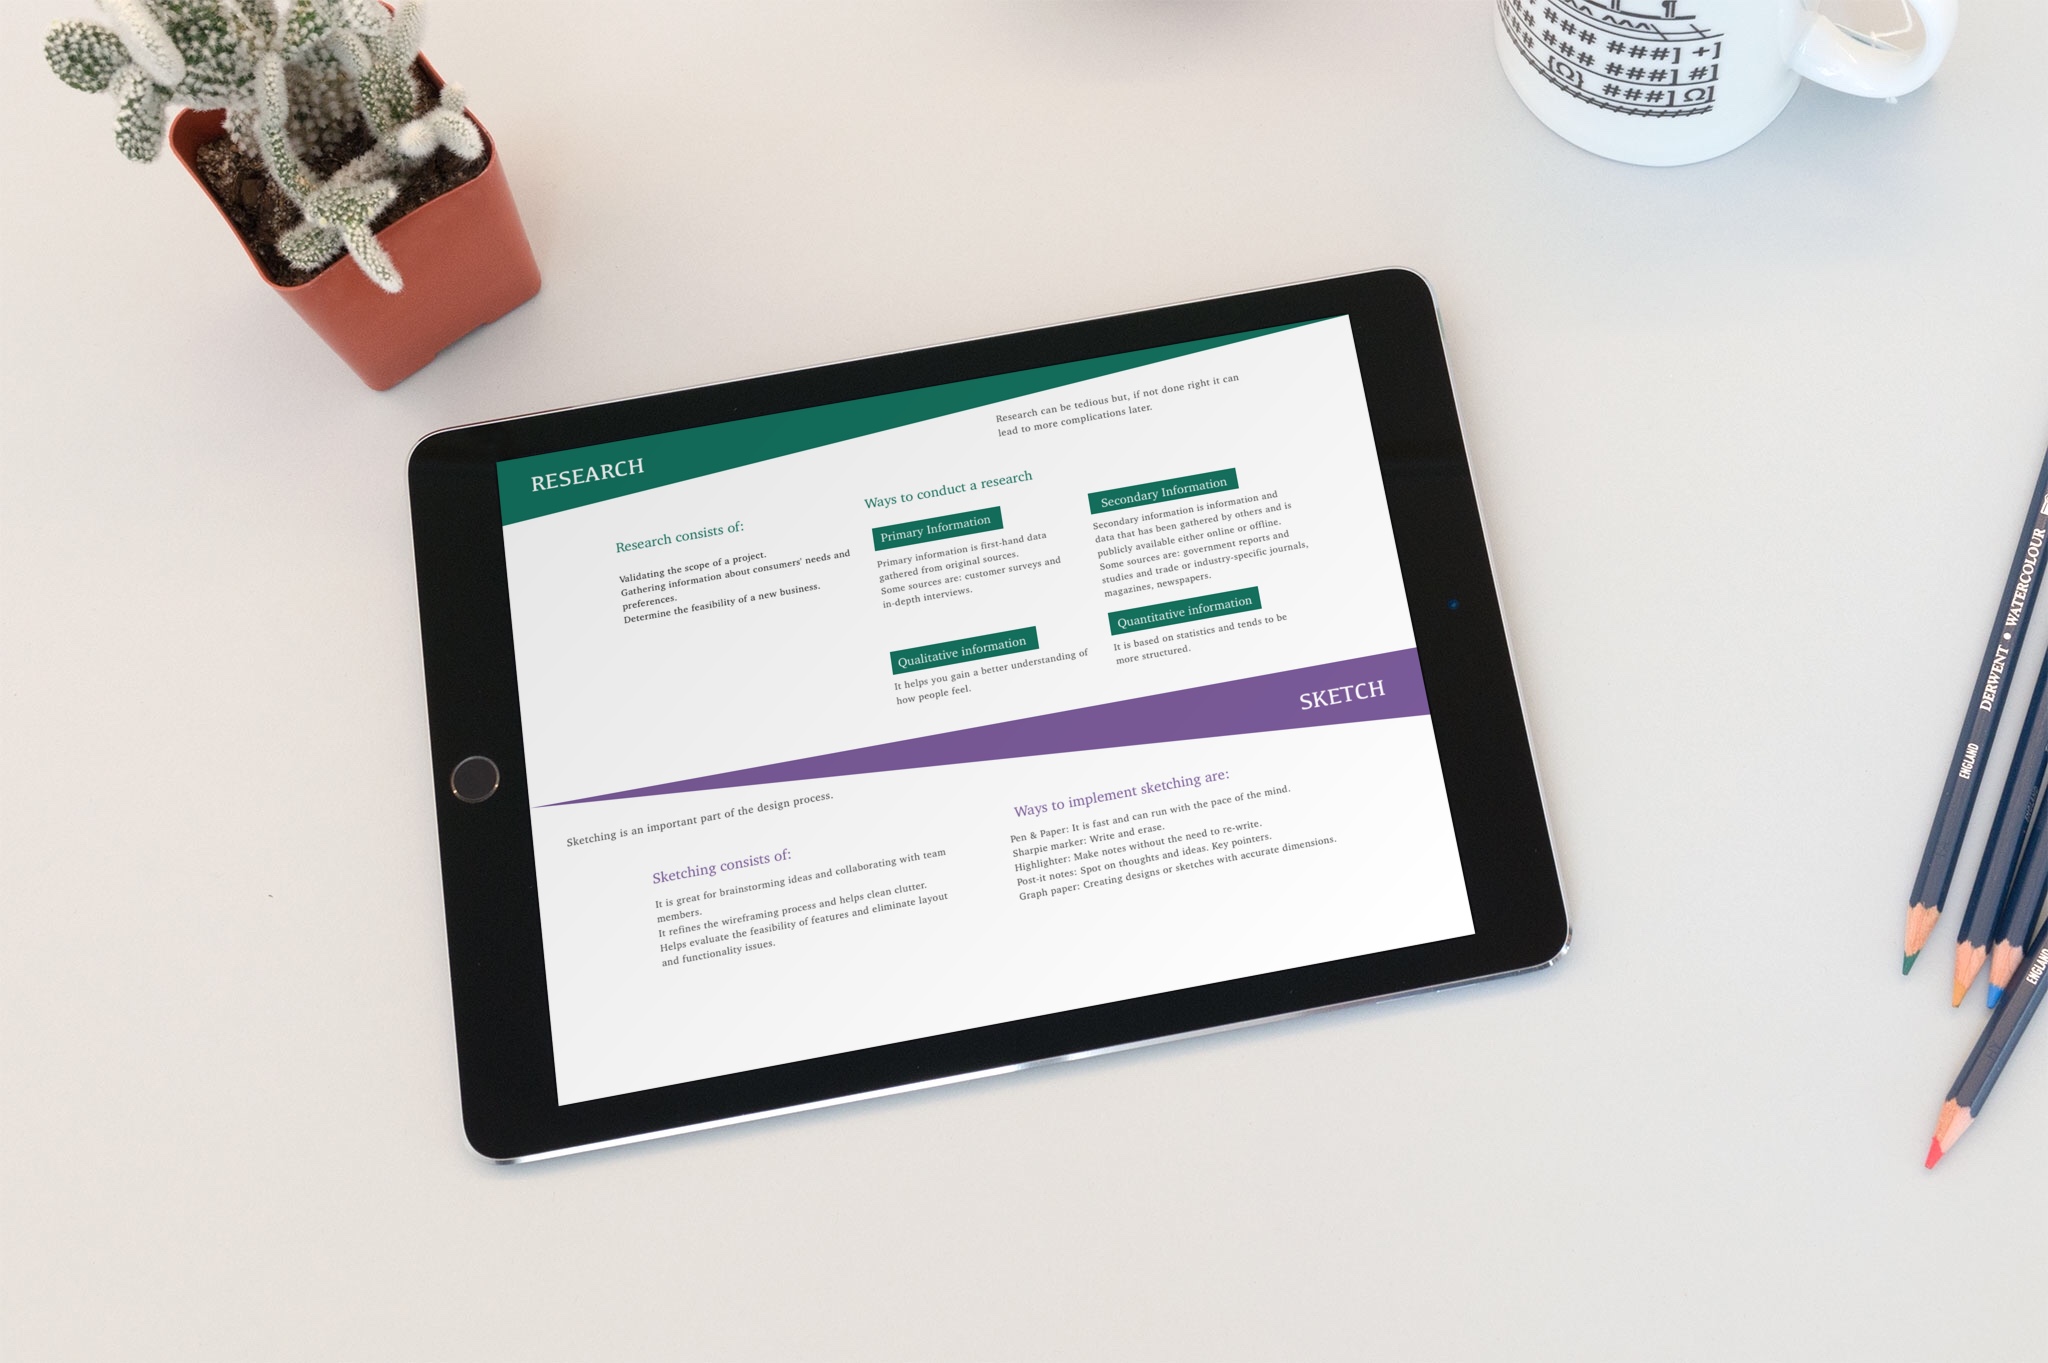 ### ###] +]
### ###] #]
{Ω} ###] Ω]
RESEARCH
Research can be tedious but, if not done right it can
lead to more complications later.
Research consists of:
Validating the scope of a project.
Gathering information about consumers' needs and
preferences.
Determine the feasibility of a new business.
Ways to conduct a research
Primary Information
Primary information is first-hand data
gathered from original sources.
Some sources are: customer surveys and
in-depth interviews.
Secondary Information
Secondary information is information and
data that has been gathered by others and is
publicly available either online or offline.
Some sources are: government reports and
studies and trade or industry-specific journals,
magazines, newspapers.
Qualitative information
It helps you gain a better understanding of
how people feel.
Quantitative information
It is based on statistics and tends to be
more structured.
SKETCH
Sketching is an important part of the design process.
Sketching consists of:
It is great for brainstorming ideas and collaborating with team
members.
It refines the wireframing process and helps clean clutter.
Helps evaluate the feasibility of features and eliminate layout
and functionality issues.
Ways to implement sketching are:
Pen & Paper: It is fast and can run with the pace of the mind.
Sharpie marker: Write and erase.
Highlighter: Make notes without the need to re-write.
Post-it notes: Spot on thoughts and ideas. Key pointers.
Graph paper: Creating designs or sketches with accurate dimensions.
ENGLAND DERWENT • WATERCOLOUR
ENGLAND